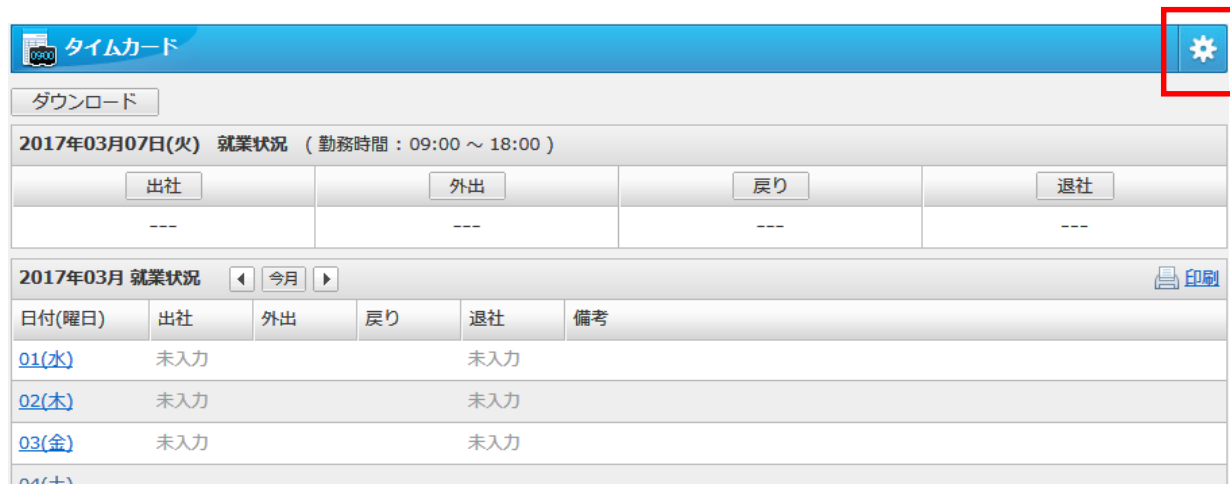 0900 タイムカード
ダウンロード
2017年03月07日(火) 就業状況 ( 勤務時間 : 09:00 ～ 18:00 )
出社 外出 戻り 退社
--- --- --- ---
2017年03月 就業状況 今月 印刷
日付(曜日) 出社 外出 戻り 退社 備考
01(水) 未入力 未入力
02(木) 未入力 未入力
03(金) 未入力 未入力
04(土)